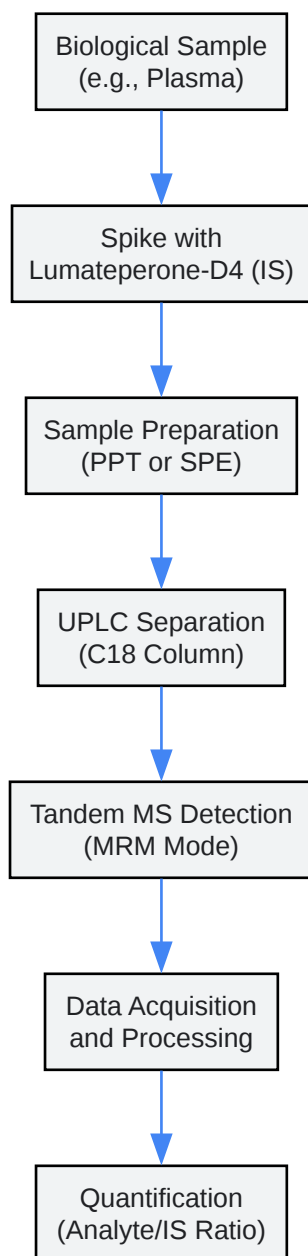 Biological Sample
(e.g., Plasma)
Spike with
Lumateperone-D4 (IS)
Sample Preparation
(PPT or SPE)
UPLC Separation
(C18 Column)
Tandem MS Detection
(MRM Mode)
Data Acquisition
and Processing
Quantification
(Analyte/IS Ratio)